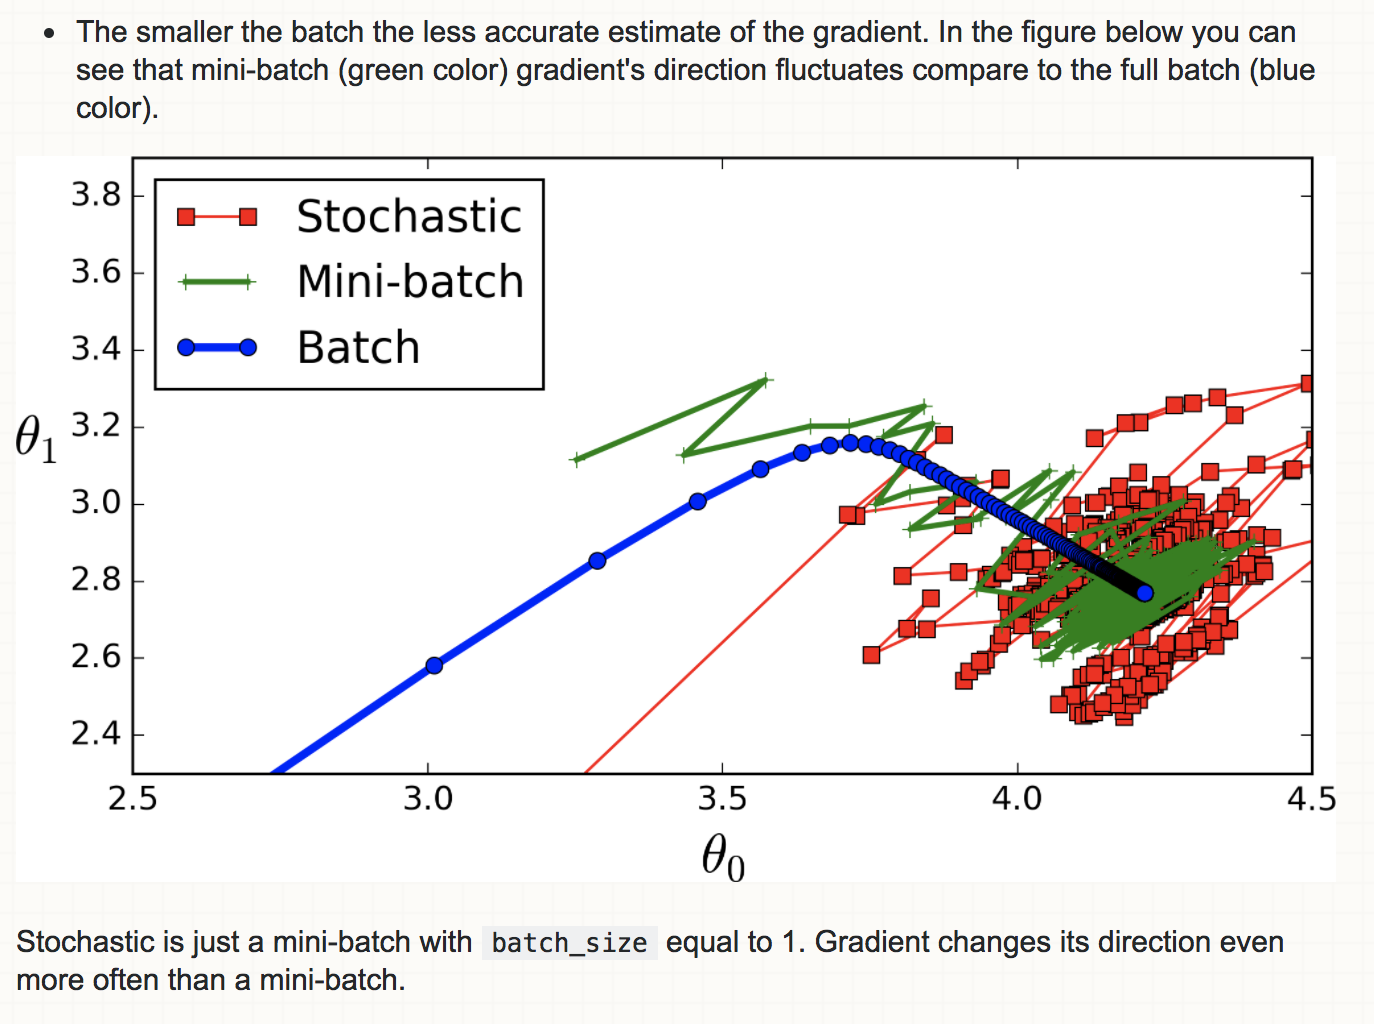 The smaller the batch the less accurate estimate of the gradient. In the figure below you can
see that mini-batch (green color) gradient's direction fluctuates compare to the full batch (blue
color).
Stochastic
Mini-batch
Batch
3.8
3.6
3.4
3.2
3.0
2.8
2.6
2.4
θ1
2.5 3.0 3.5 4.0 4.5
θ0
Stochastic is just a mini-batch with batch_size equal to 1. Gradient changes its direction even
more often than a mini-batch.